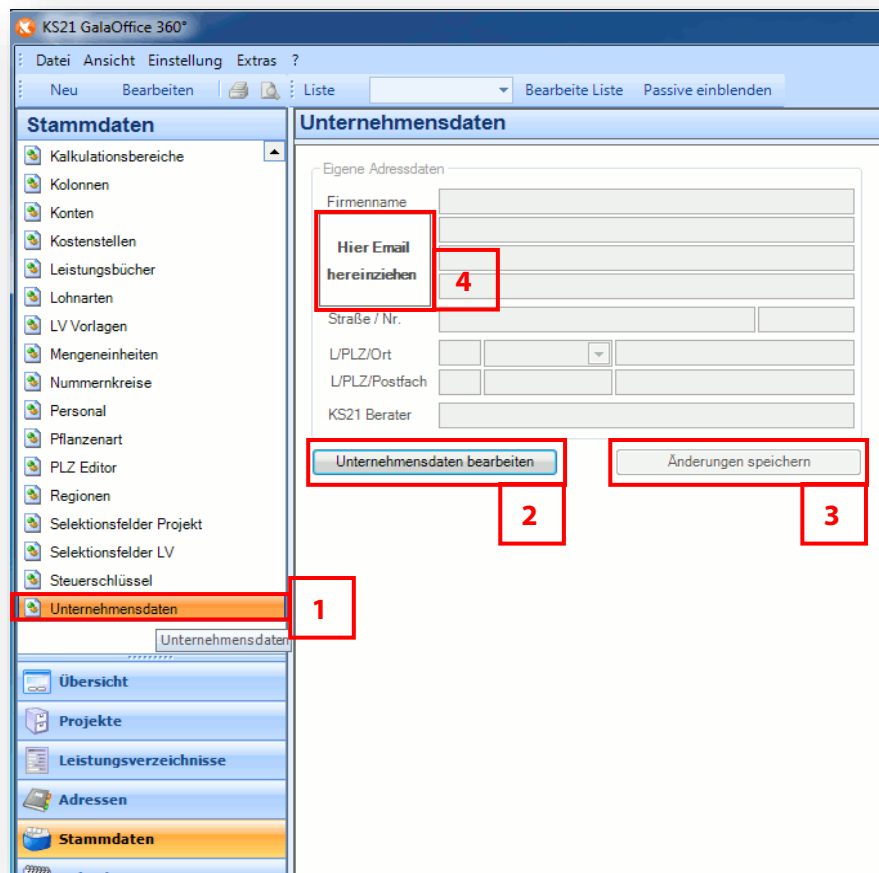 KS21 GalaOffice 360°
Datei Ansicht Einstellung Extras ?
Neu Bearbeiten Liste Bearbeite Liste Passive einblenden
Stammdaten
Kalkulationsbereiche
Kolonnen
Konten
Kostenstellen
Leistungsbücher
Lohnarten
LV Vorlagen
Mengeneinheiten
Nummernkreise
Personal
Pflanzenart
PLZ Editor
Regionen
Selektionsfelder Projekt
Selektionsfelder LV
Steuerschlüssel
Unternehmensdaten
1
Unternehmensdaten
Übersicht
Projekte
Leistungsverzeichnisse
Adressen
Stammdaten
Unternehmensdaten
Eigene Adressdaten
Firmenname
Hier Email
hereinziehen
4
Straße / Nr.
L/PLZ/Ort
L/PLZ/Postfach
KS21 Berater
Unternehmensdaten bearbeiten
Änderungen speichern
2
3